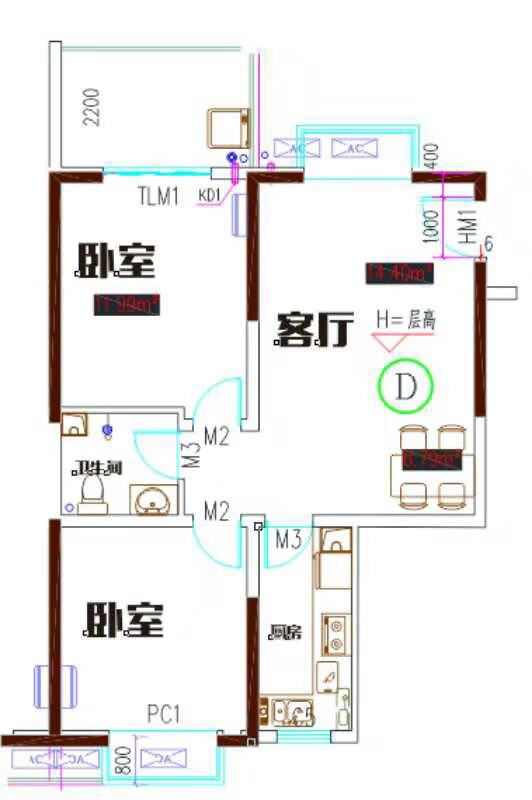 2200
AC
AC
400
TLM1
KD1
HM1
1000
6
卧室
11.99m²
14.40m²
客厅
H=层高
D
M2
M3
卫生间
6.79m²
M2
M3
卧室
厨房
PC1
AC
AC
AC
800